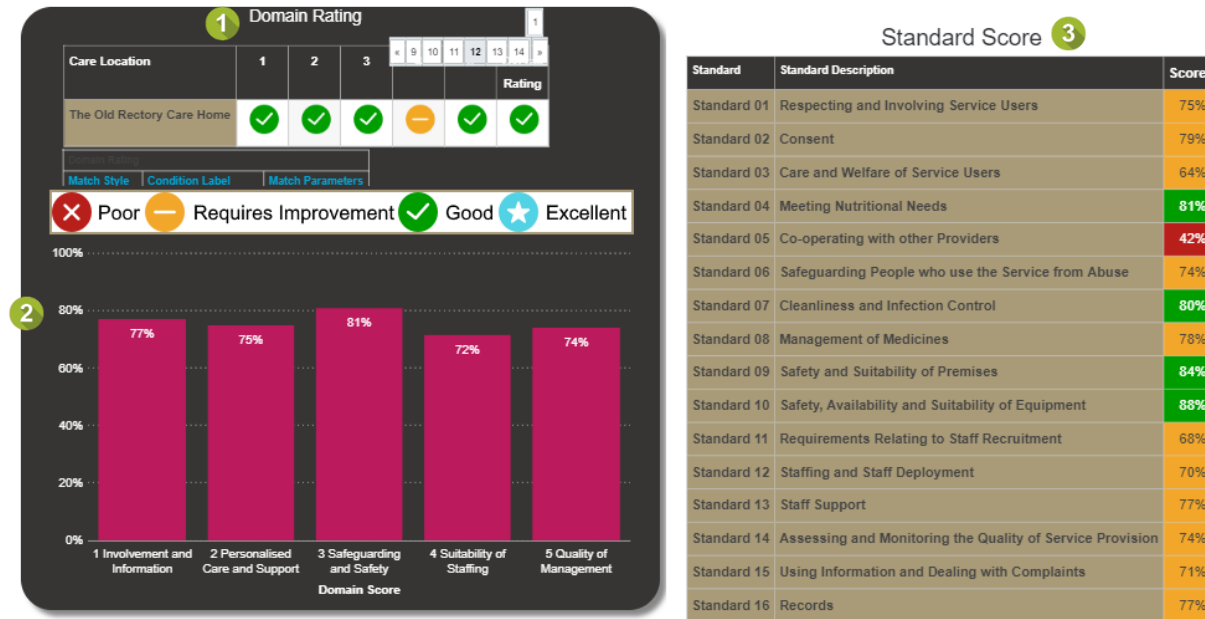 1 Domain Rating
1
« 9 10 11 12 13 14 »
Care Location 1 2 3
Rating
The Old Rectory Care Home
Domain Rating
Match Style Condition Label Match Parameters
Poor Requires Improvement Good Excellent
2
100%
80%
60%
40%
20%
0%
77%
75%
81%
72%
74%
1 Involvement and
Information
2 Personalised
Care and Support
3 Safeguarding
and Safety
4 Suitability of
Staffing
5 Quality of
Management
Domain Score
Standard Score 3
Standard Standard Description Score
Standard 01 Respecting and Involving Service Users 75%
Standard 02 Consent 79%
Standard 03 Care and Welfare of Service Users 64%
Standard 04 Meeting Nutritional Needs 81%
Standard 05 Co-operating with other Providers 42%
Standard 06 Safeguarding People who use the Service from Abuse 74%
Standard 07 Cleanliness and Infection Control 80%
Standard 08 Management of Medicines 78%
Standard 09 Safety and Suitability of Premises 84%
Standard 10 Safety, Availability and Suitability of Equipment 88%
Standard 11 Requirements Relating to Staff Recruitment 68%
Standard 12 Staffing and Staff Deployment 70%
Standard 13 Staff Support 77%
Standard 14 Assessing and Monitoring the Quality of Service Provision 74%
Standard 15 Using Information and Dealing with Complaints 71%
Standard 16 Records 77%